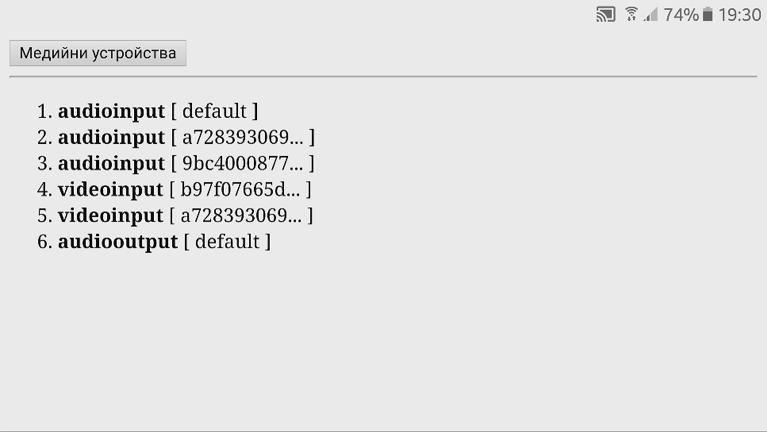 74% 19:30
Медийни устройства
1. audioinput [ default ]
2. audioinput [ a728393069... ]
3. audioinput [ 9bc4000877... ]
4. videoinput [ b97f07665d... ]
5. videoinput [ a728393069... ]
6. audiooutput [ default ]